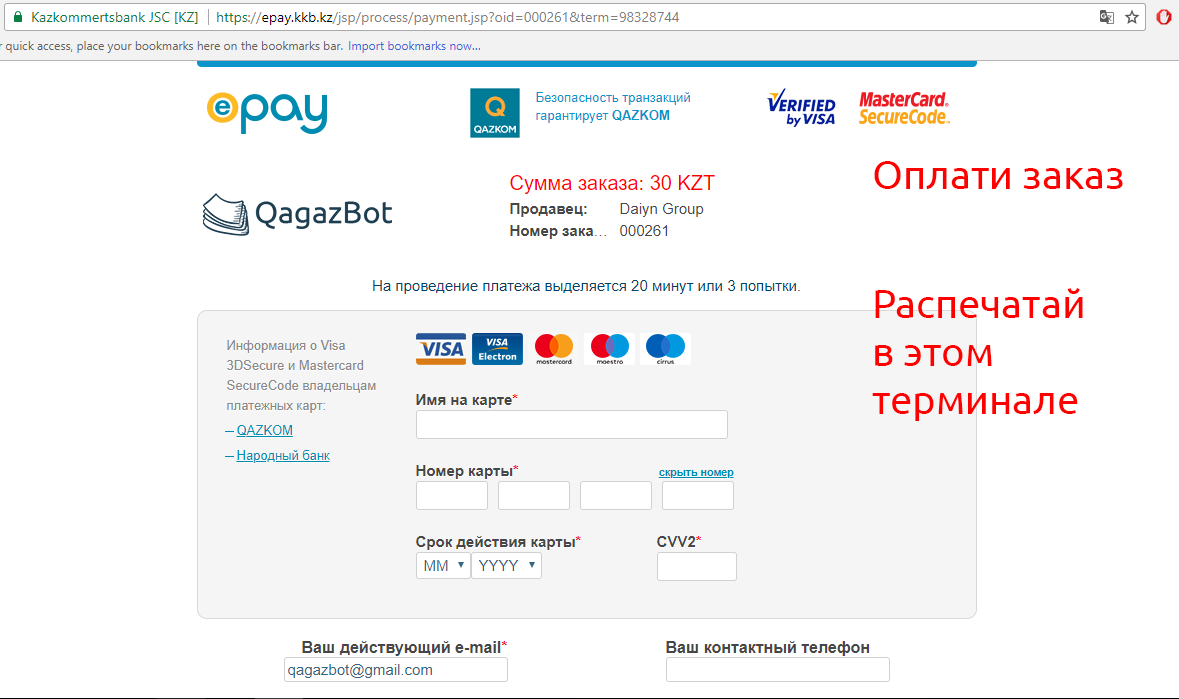 Kazkommertsbank JSC [KZ] https://epay.kkb.kz/jsp/process/payment.jsp?oid=000261&term=98328744
quick access, place your bookmarks here on the bookmarks bar. Import bookmarks now...
epay
QAZKOM
Безопасность транзакций
гарантирует QAZKOM
VERIFIED
by VISA
MasterCard.
SecureCode.
Оплати заказ
QagazBot
Сумма заказа: 30 KZT
Продавец: Daiyn Group
Номер зака... 000261
На проведение платежа выделяется 20 минут или 3 попытки.
Распечатай
в этом
терминале
Информация о Visa
3DSecure и Mastercard
SecureCode владельцам
платежных карт:
— QAZKOM
— Народный банк
VISA
VISA
Electron
mastercard
maestro
cirrus
Имя на карте*
Номер карты*
скрыть номер
Срок действия карты*
CVV2*
MM YYYY
Ваш действующий e-mail*
Ваш контактный телефон
qagazbot@gmail.com